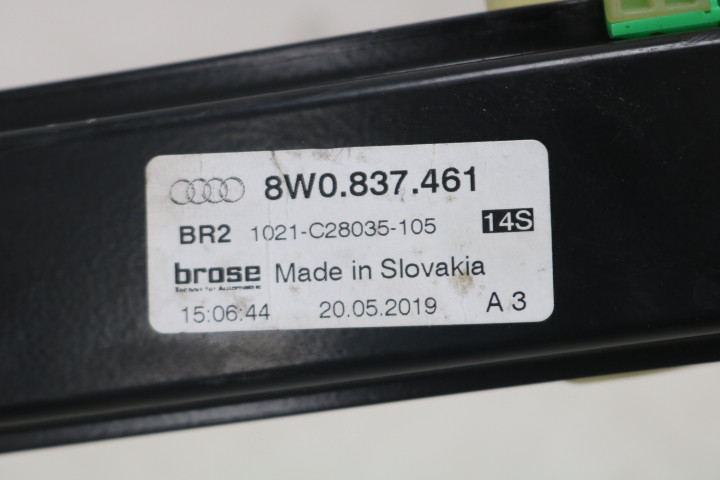 8W0.837.461
BR2 1021-C28035-105 14S
brose Made in Slovakia
15:06:44 20.05.2019 A 3